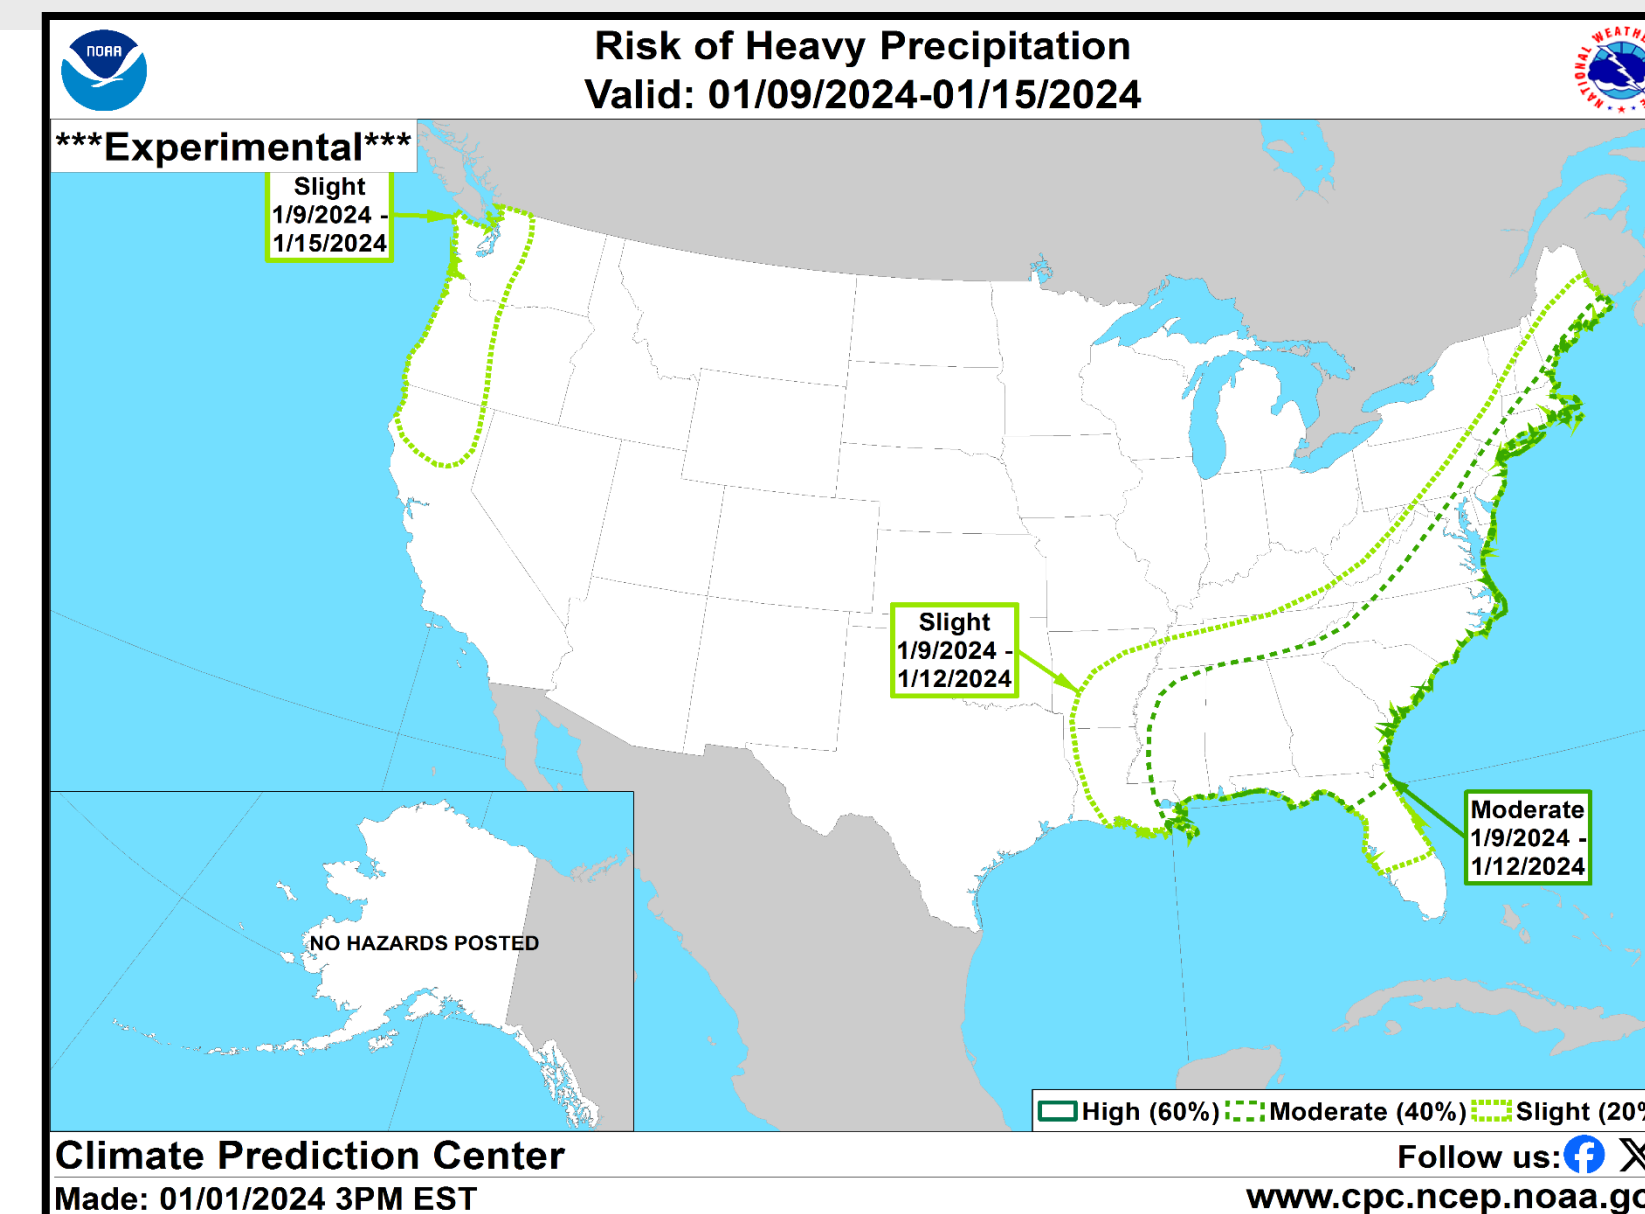 NOAA
Risk of Heavy Precipitation
Valid: 01/09/2024-01/15/2024
NATIONAL WEATHE
***Experimental***
Slight
1/9/2024 -
1/15/2024
Slight
1/9/2024 -
1/12/2024
Moderate
1/9/2024 -
1/12/2024
NO HAZARDS POSTED
High (60%) Moderate (40%) Slight (20%
Climate Prediction Center
Follow us:
Made: 01/01/2024 3PM EST
www.cpc.ncep.noaa.go